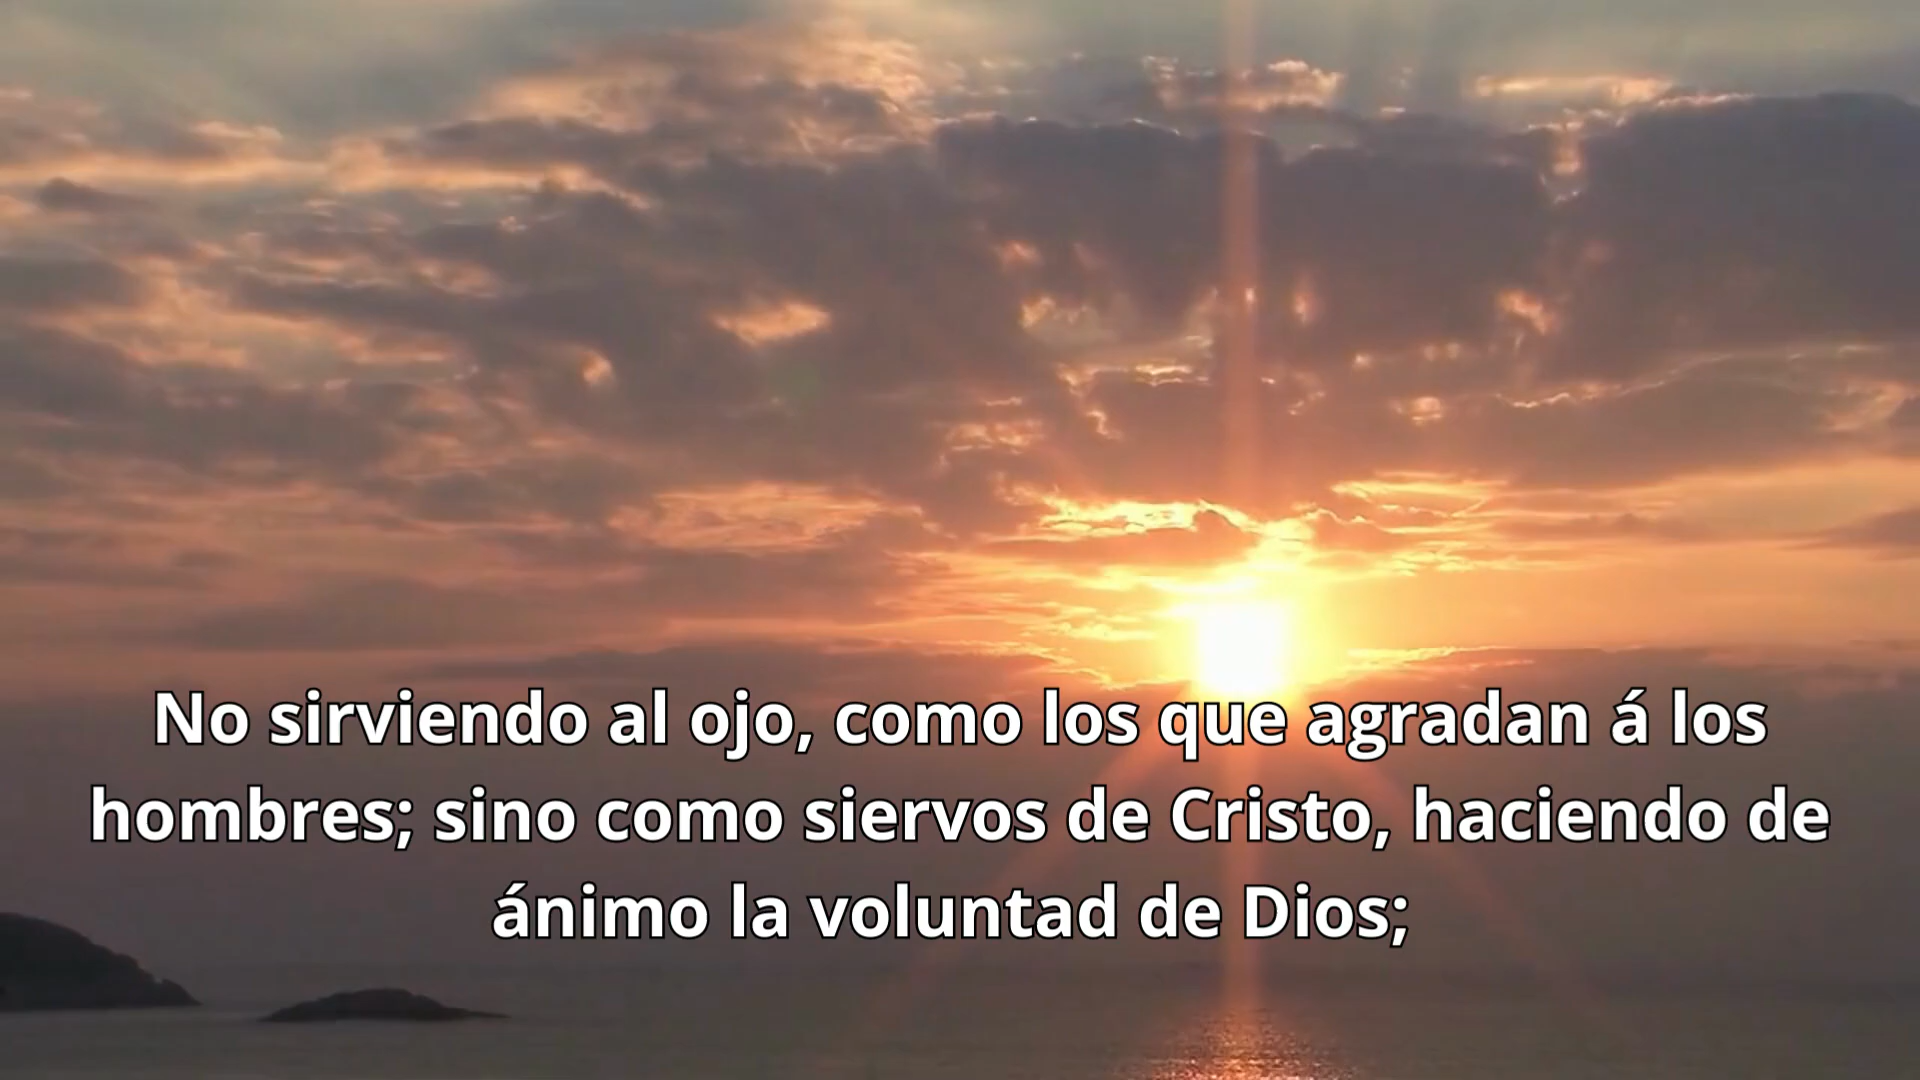 No sirviendo al ojo, como los que agradan á los
hombres; sino como siervos de Cristo, haciendo de
ánimo la voluntad de Dios;